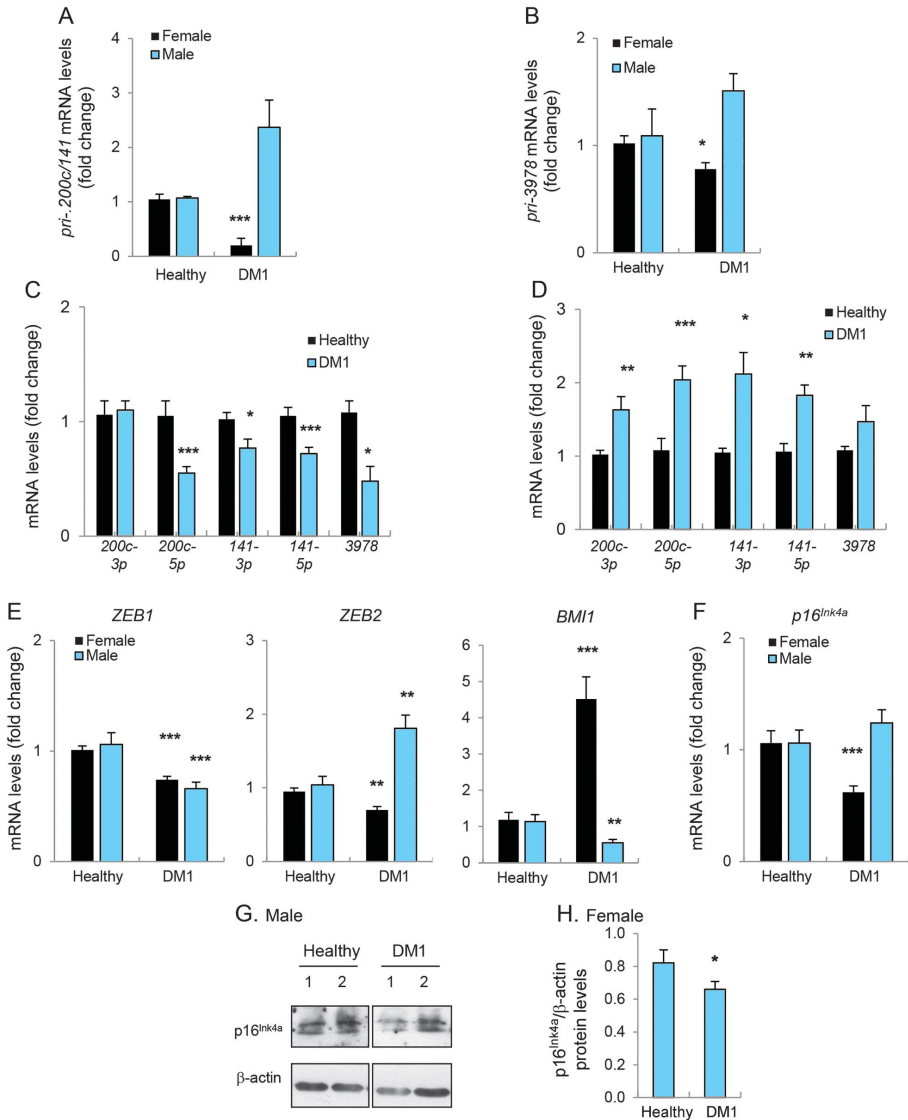 A
Female
Male
pri-.200c/141 mRNA levels
(fold change)
4
3
2
1
0
***
Healthy
DM1
B
Female
Male
pri-3978 mRNA levels
(fold change)
2
1
0
*
Healthy
DM1
C
mRNA levels (fold change)
2
1
0
Healthy
DM1
***
*
***
*
200c-
3p
200c-
5p
141-
3p
141-
5p
3978
D
mRNA levels (fold change)
3
2
1
0
Healthy
DM1
**
***
*
**
200c-
3p
200c-
5p
141-
3p
141-
5p
3978
E
ZEB1
mRNA levels (fold change)
2
1
0
Female
Male
***
***
Healthy
DM1
ZEB2
3
2
1
0
**
**
Healthy
DM1
BMI1
6
5
4
3
2
1
0
***
**
Healthy
DM1
F
p16Ink4a
mRNA levels (fold change)
2
1
0
Female
Male
***
Healthy
DM1
G. Male
Healthy
DM1
1 2 1 2
p16Ink4a
β-actin
H. Female
p16Ink4a/β-actin
protein levels
1.0
0.8
0.6
0.4
0.2
0.0
*
Healthy
DM1